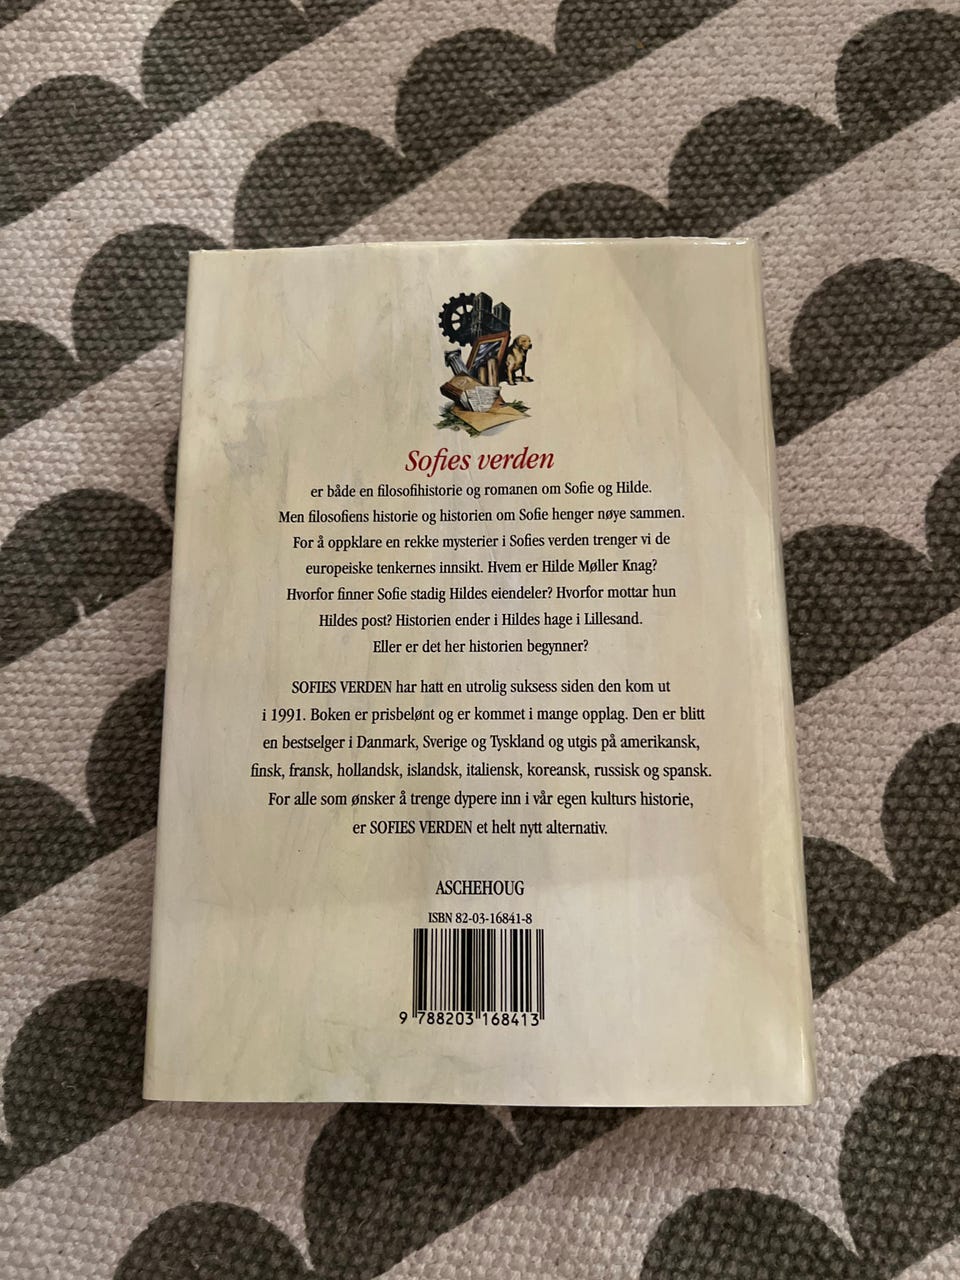 Sofies verden
er både en filosofihistorie og romanen om Sofie og Hilde.
Men filosofiens historie og historien om Sofie henger nøye sammen.
For å oppklare en rekke mysterier i Sofies verden trenger vi de
europeiske tenkernes innsikt. Hvem er Hilde Møller Knag?
Hvorfor finner Sofie stadig Hildes eiendeler? Hvorfor mottar hun
Hildes post? Historien ender i Hildes hage i Lillesand.
Eller er det her historien begynner?
SOFIES VERDEN har hatt en utrolig suksess siden den kom ut
i 1991. Boken er prisbelønt og er kommet i mange opplag. Den er blitt
en bestselger i Danmark, Sverige og Tyskland og utgis på amerikansk,
finsk, fransk, hollandsk, islandsk, italiensk, koreansk, russisk og spansk.
For alle som ønsker å trenge dypere inn i vår egen kulturs historie,
er SOFIES VERDEN et helt nytt alternativ.
ASCHEHOUG
ISBN 82-03-16841-8
9 788203 168413